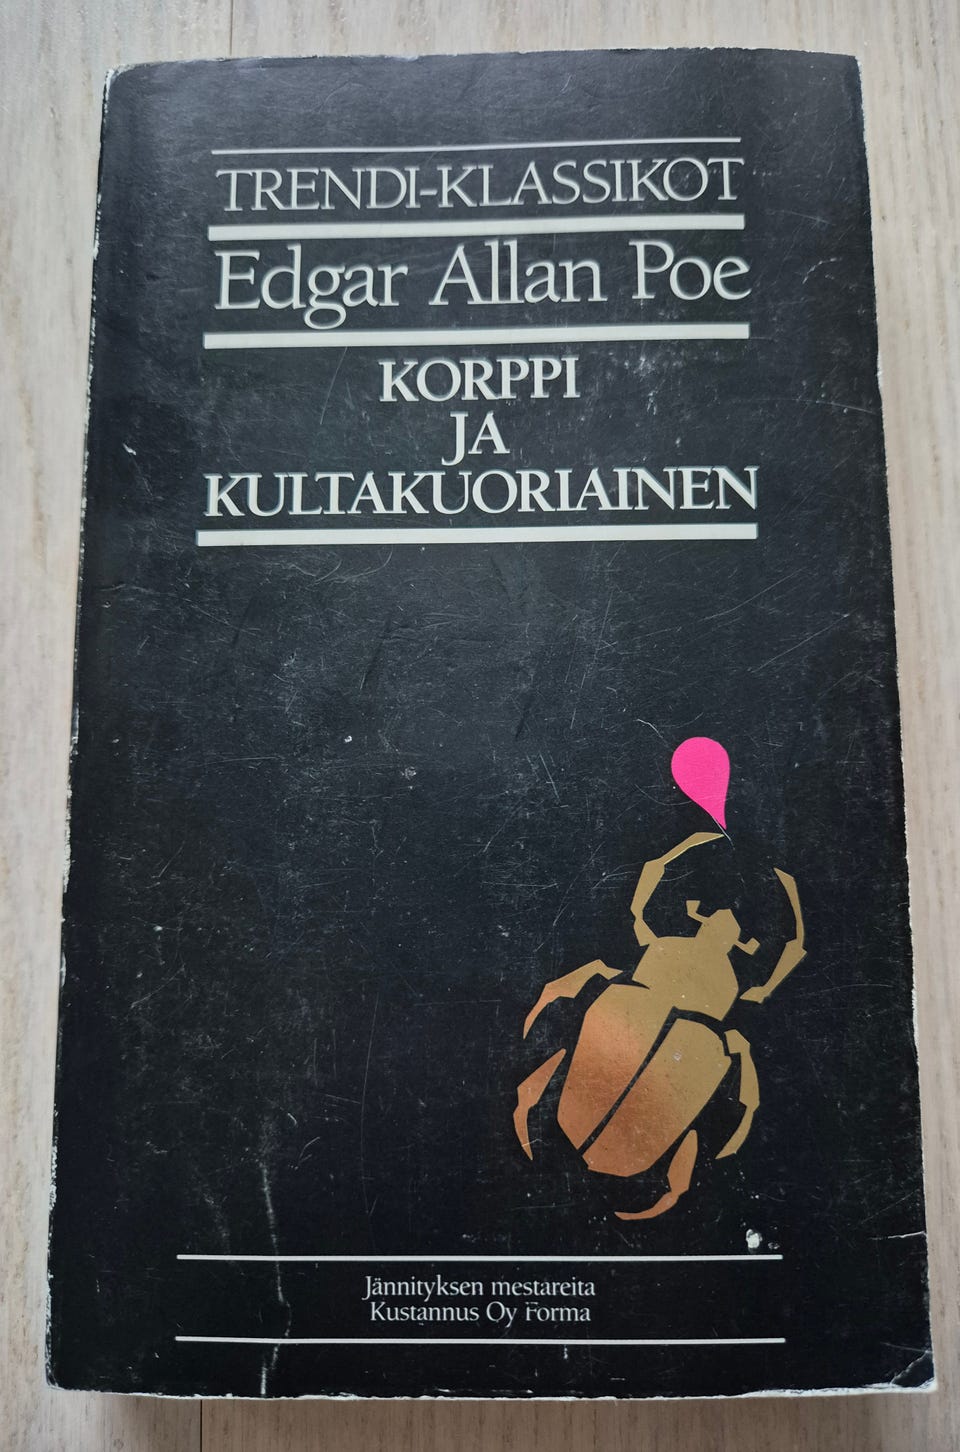 TRENDI-KLASSIKOT
Edgar Allan Poe
KORPPI
JA
KULTAKUORIAINEN
Jännityksen mestareita
Kustannus Oy Forma